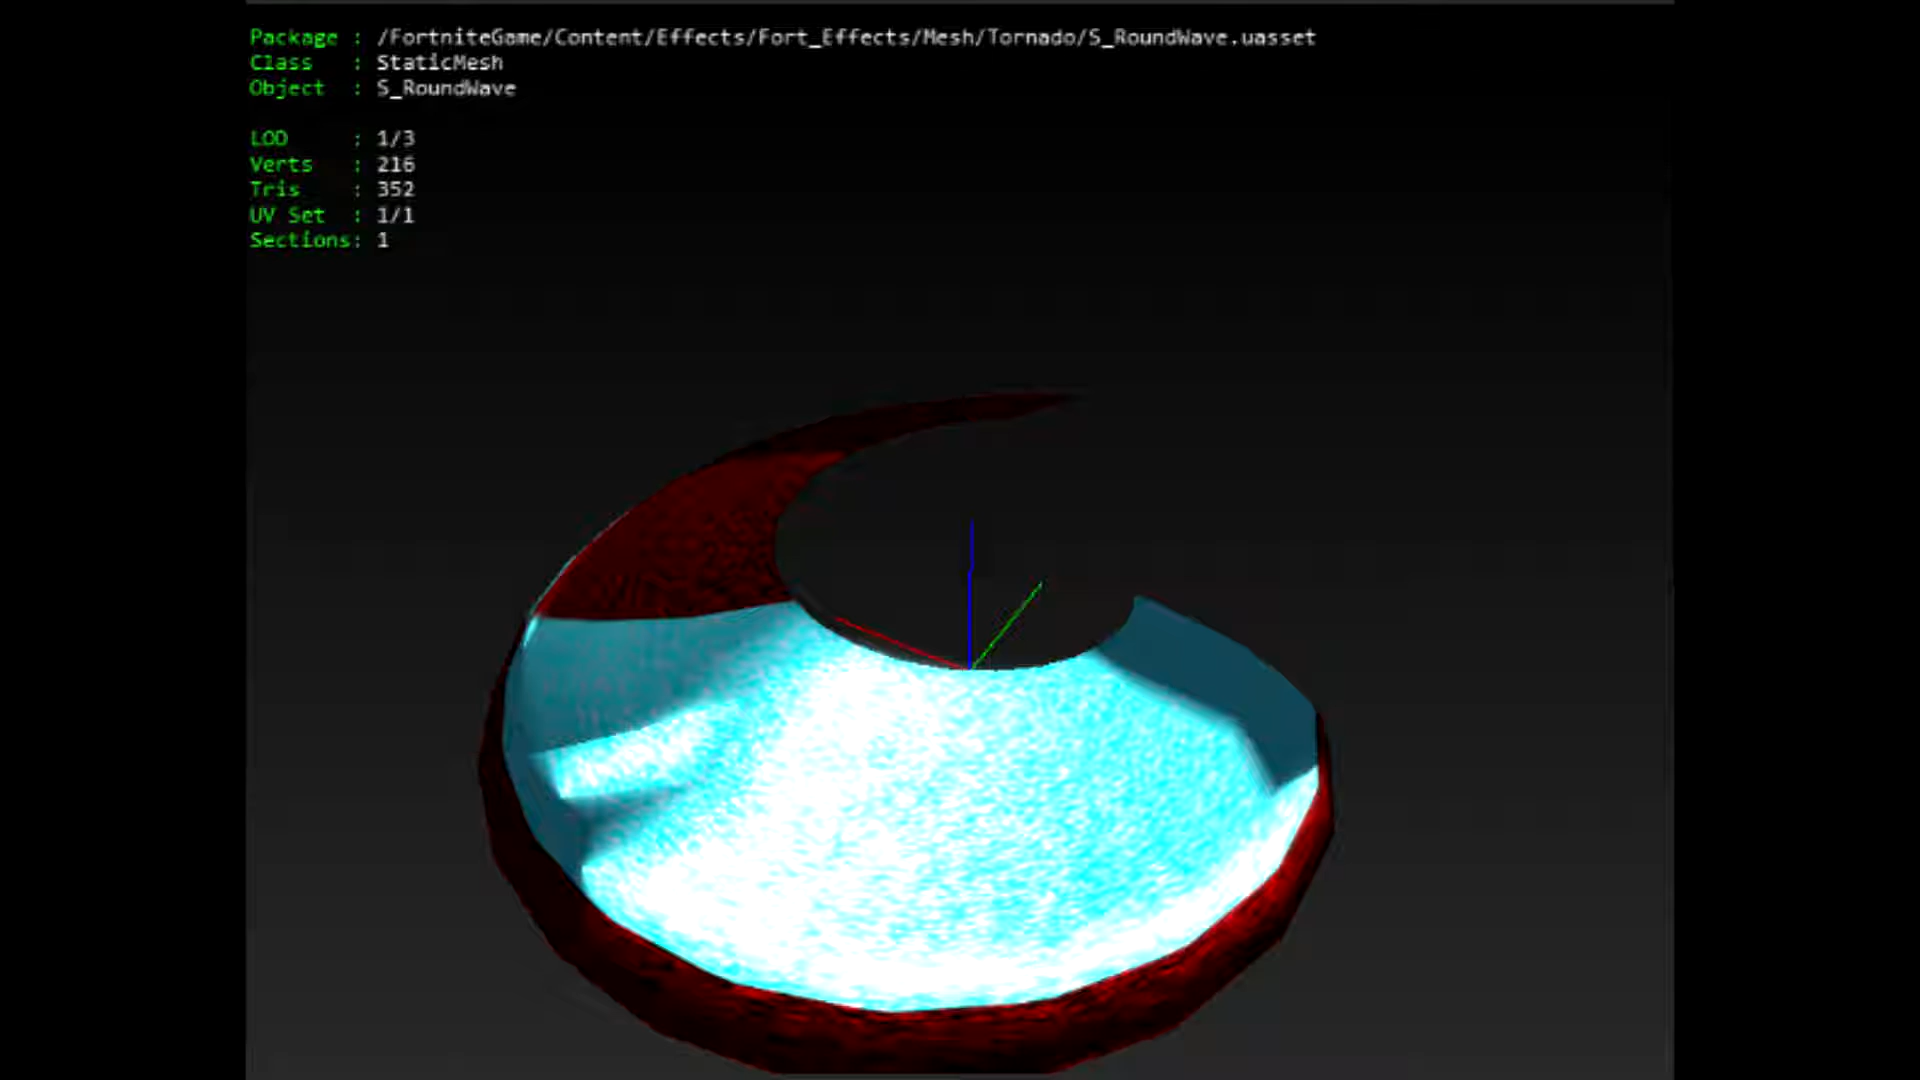 Package : /FortniteGame/Content/Effects/Fort_Effects/Mesh/Tornado/S_RoundWave.uasset
Class : StaticMesh
Object : S_RoundWave
LOD : 1/3
Verts : 216
Tris : 352
UV Set : 1/1
Sections: 1